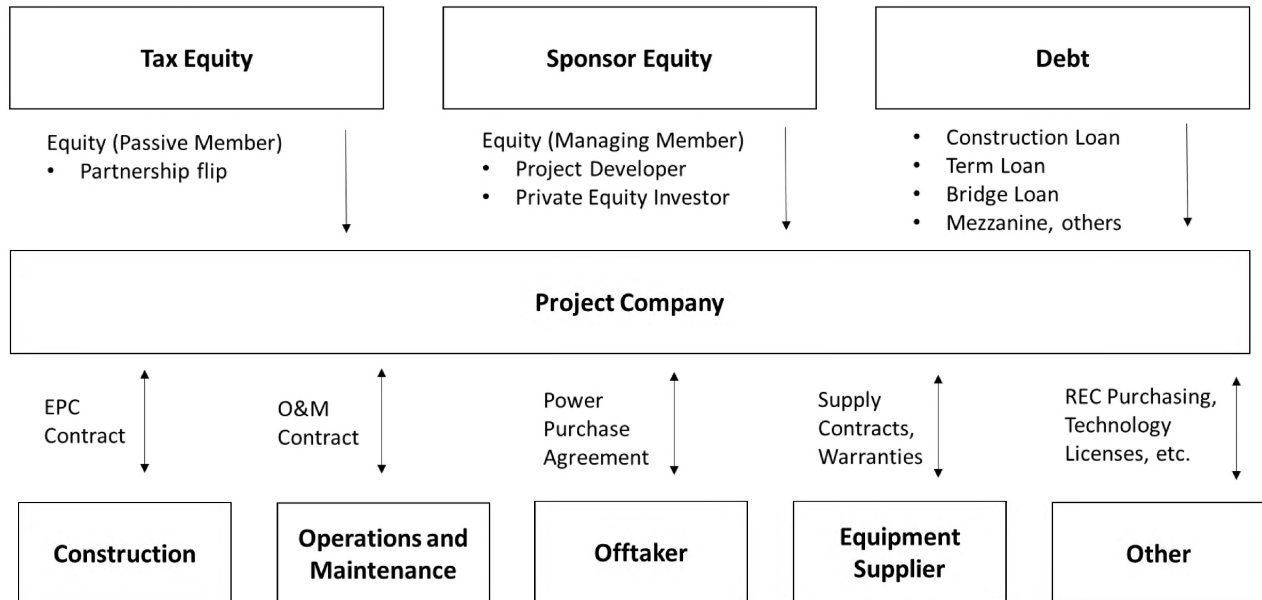 Tax Equity
Sponsor Equity
Debt
Equity (Passive Member)
• Partnership flip
Equity (Managing Member)
• Project Developer
• Private Equity Investor
• Construction Loan
• Term Loan
• Bridge Loan
• Mezzanine, others
Project Company
EPC
Contract
O&M
Contract
Power
Purchase
Agreement
Supply
Contracts,
Warranties
REC Purchasing,
Technology
Licenses, etc.
Construction
Operations and
Maintenance
Offtaker
Equipment
Supplier
Other